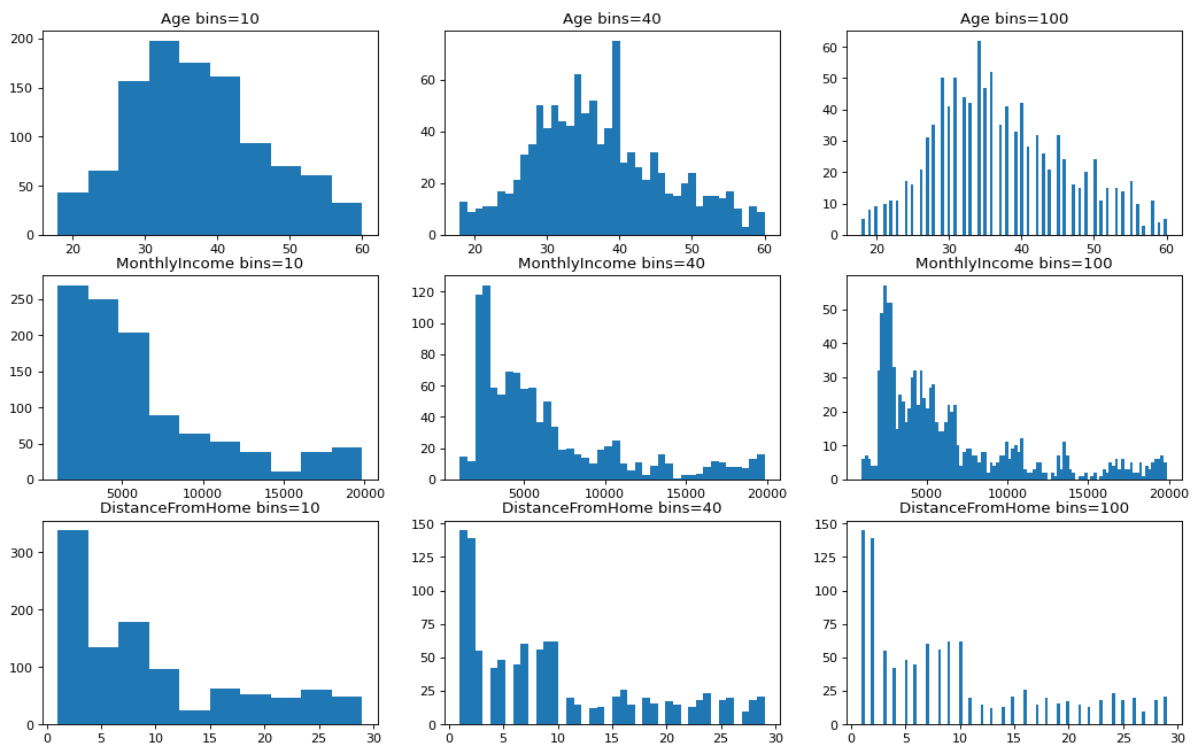 Age bins=10
Age bins=40
Age bins=100
200
150
100
50
0
20 30 40 50 60
60
40
20
0
20 30 40 50 60
60
50
40
30
20
10
0
20 30 40 50 60
MonthlyIncome bins=10
MonthlyIncome bins=40
MonthlyIncome bins=100
250
200
150
100
50
0
5000 10000 15000 20000
120
100
80
60
40
20
0
5000 10000 15000 20000
50
40
30
20
10
0
5000 10000 15000 20000
DistanceFromHome bins=10
DistanceFromHome bins=40
DistanceFromHome bins=100
300
200
100
0
0 5 10 15 20 25 30
150
125
100
75
50
25
0
0 5 10 15 20 25 30
150
125
100
75
50
25
0
0 5 10 15 20 25 30